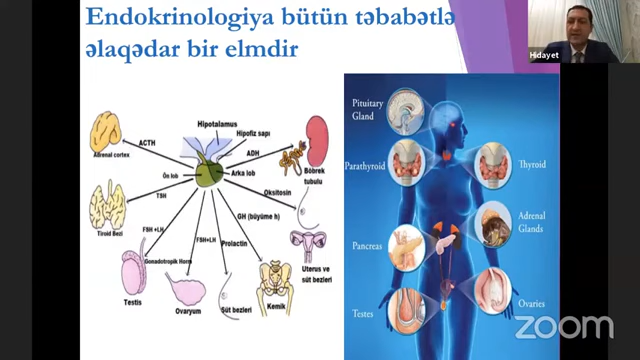 Endokrinologiya bütün təbabətlə
əlaqədar bir elmdir
Hidayet
Hipotalamus
Hipofiz sapı
ACTH
ADH
Adrenal cortex
Ön lob
Arka lob
Böbrek
tubulu
TSH
Oksitosin
Tiroid Bezi
FSH +LH
GH (büyüme h)
Gonadotropik Horm
FSH+LH
Prolactin
Uterus ve
süt bezleri
Testis
Ovaryum
Süt bezleri
Kemik
Pituitary
Gland
Parathyroid
Thyroid
Adrenal
Glands
Pancreas
Ovaries
Testes
zoom